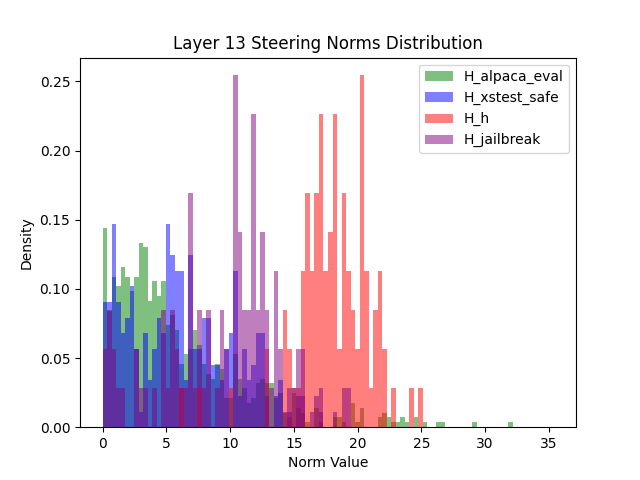 Layer 13 Steering Norms Distribution
H_alpaca_eval
H_xstest_safe
H_h
H_jailbreak
Density
0.25
0.20
0.15
0.10
0.05
0.00
0 5 10 15 20 25 30 35
Norm Value